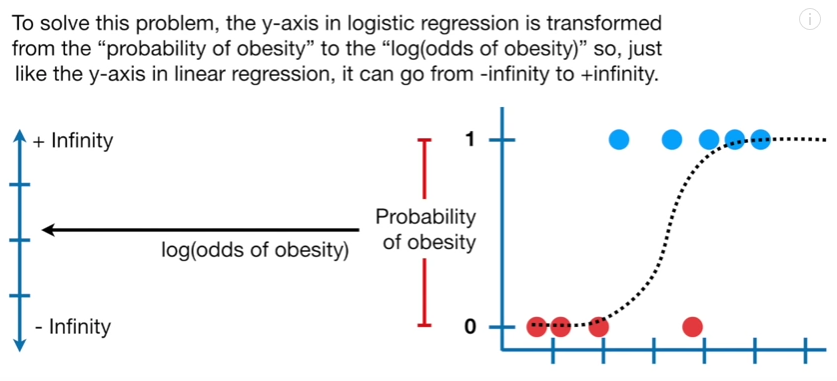 To solve this problem, the y-axis in logistic regression is transformed
from the “probability of obesity” to the “log(odds of obesity)” so, just
like the y-axis in linear regression, it can go from -infinity to +infinity.
+ Infinity
log(odds of obesity)
- Infinity
Probability
of obesity
1
0
i